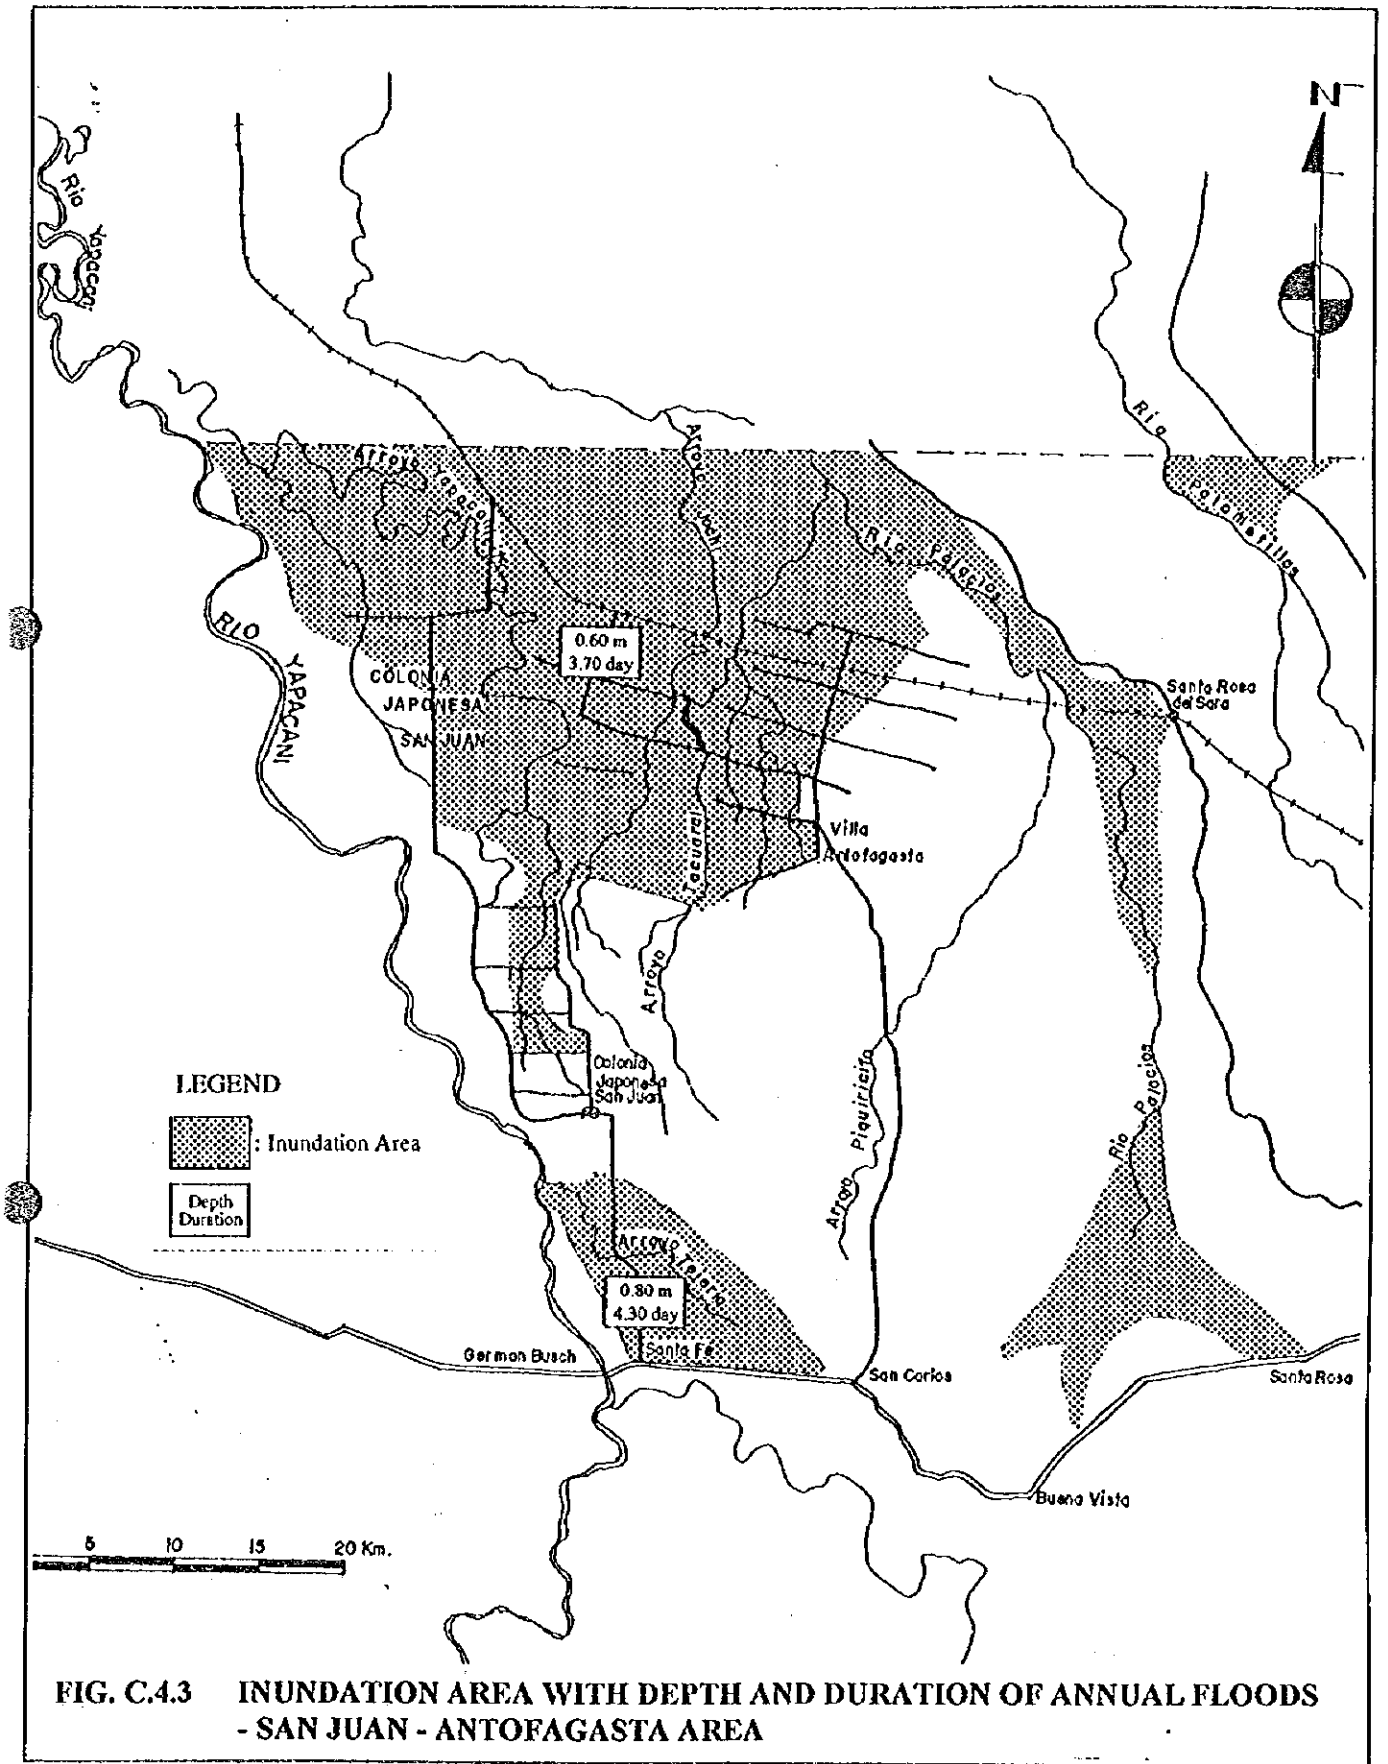 N
Rio
Yapacani
Rio
Palometillas
Arroyo Yapacani
Arroyo
Jochi
Rio Palacios
RIO
YAPACANI
0.60 m
3.70 day
COLONIA
JAPONESA
SAN JUAN
Santa Rosa
del Sara
Villa
Antofagasta
Arroyo
Tacuaral
Colonia
Japonesa
San Juan
LEGEND
: Inundation Area
Depth
Duration
Arroyo Piquiricito
Rio Palacios
Arroyo Tejeria
0.80 m
4.30 day
German Busch
Santa Fé
San Carlos
Santa Rosa
Buena Vista
5 10 15 20 Km.
FIG. C.4.3 INUNDATION AREA WITH DEPTH AND DURATION OF ANNUAL FLOODS
- SAN JUAN - ANTOFAGASTA AREA